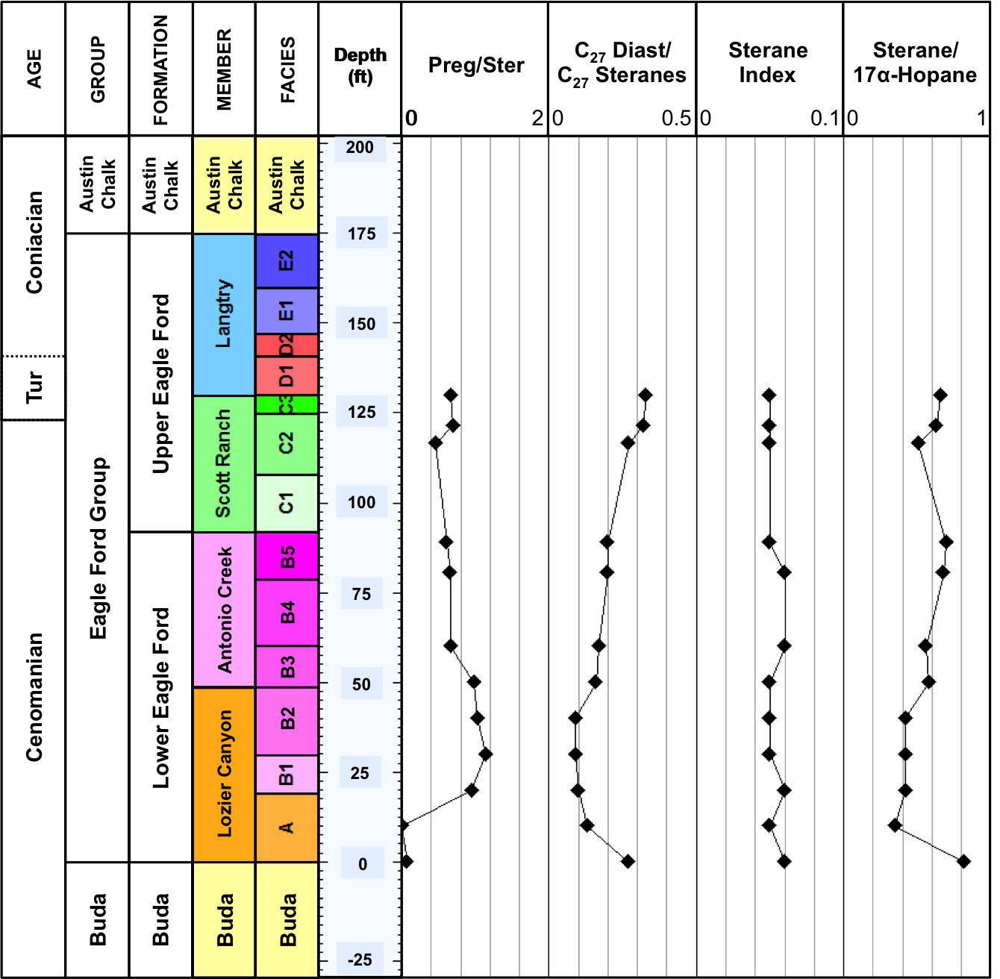 AGE
GROUP
FORMATION
MEMBER
FACIES
Depth
(ft)
Preg/Ster
C27 Diast/
C27 Steranes
Sterane
Index
Sterane/
17α-Hopane
0
2
0
0.5
0
0.1
0
1
Coniacian
Tur
Cenomanian
Austin
Chalk
Eagle Ford Group
Buda
Austin
Chalk
Upper Eagle Ford
Lower Eagle Ford
Buda
Austin
Chalk
Langtry
Scott Ranch
Antonio Creek
Lozier Canyon
Buda
Austin
Chalk
E2
E1
D2
D1
C3
C2
C1
B5
B4
B3
B2
B1
A
Buda
200
175
150
125
100
75
50
25
0
-25